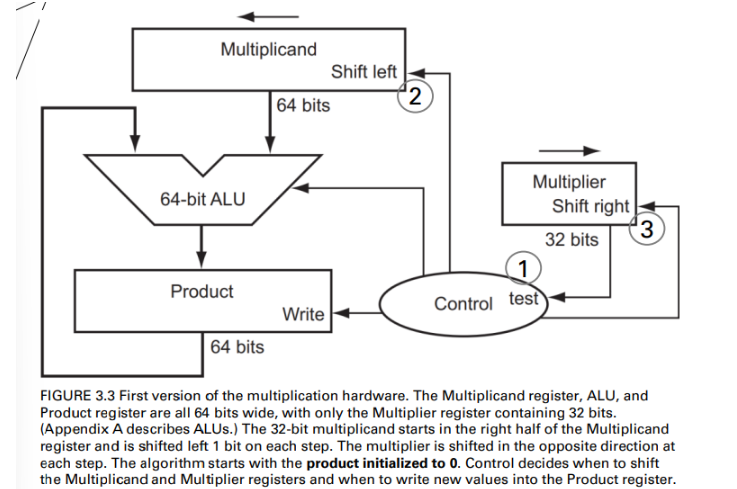 Multiplicand
Shift left
2
64 bits
64-bit ALU
Multiplier
Shift right
3
32 bits
1
Product
Write
Control test
64 bits
FIGURE 3.3 First version of the multiplication hardware. The Multiplicand register, ALU, and
Product register are all 64 bits wide, with only the Multiplier register containing 32 bits.
(Appendix A describes ALUs.) The 32-bit multiplicand starts in the right half of the Multiplicand
register and is shifted left 1 bit on each step. The multiplier is shifted in the opposite direction at
each step. The algorithm starts with the product initialized to 0. Control decides when to shift
the Multiplicand and Multiplier registers and when to write new values into the Product register.